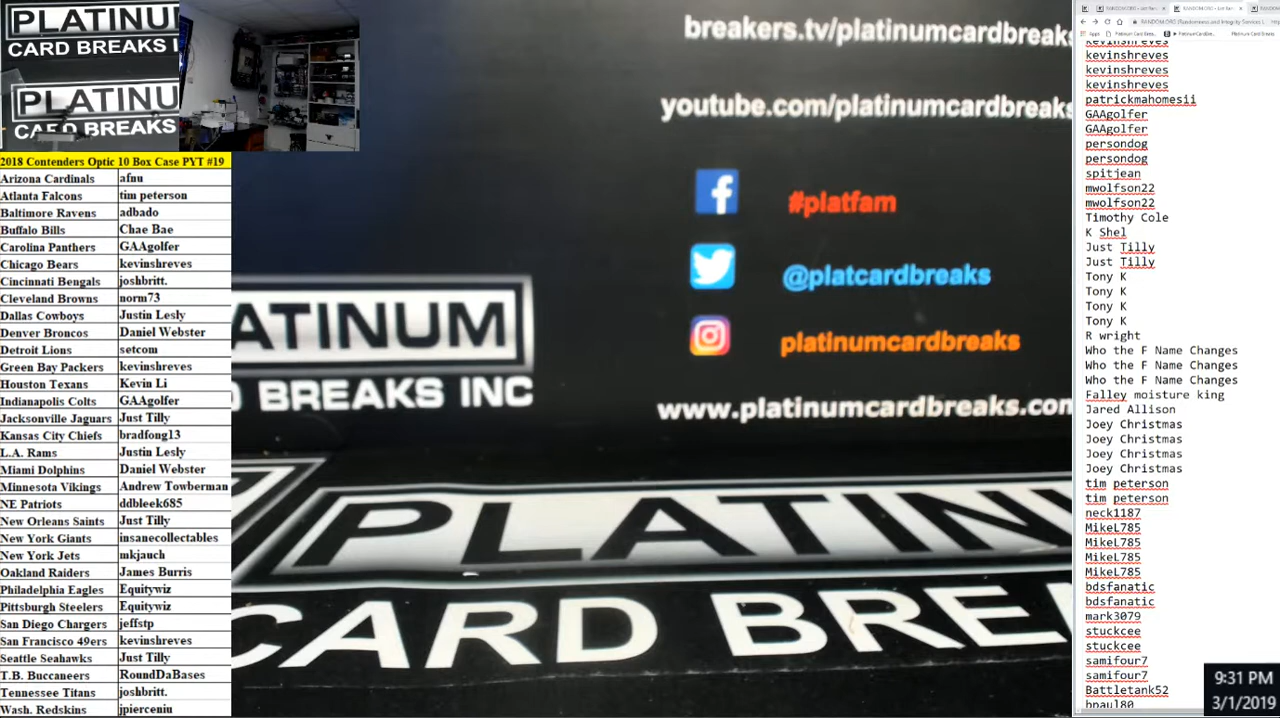 PLATINUM
CARD BREAKS IN
PLATINUM
CARD BREAKS
2018 Contenders Optic 10 Box Case PYT #19
Arizona Cardinals afnu
Atlanta Falcons tim peterson
Baltimore Ravens adbado
Buffalo Bills Chae Bae
Carolina Panthers GAAgolfer
Chicago Bears kevinshreves
Cincinnati Bengals joshbritt.
Cleveland Browns norm73
Dallas Cowboys Justin Lesly
Denver Broncos Daniel Webster
Detroit Lions setcom
Green Bay Packers kevinshreves
Houston Texans Kevin Li
Indianapolis Colts GAAgolfer
Jacksonville Jaguars Just Tilly
Kansas City Chiefs bradfong13
L.A. Rams Justin Lesly
Miami Dolphins Daniel Webster
Minnesota Vikings Andrew Towberman
NE Patriots ddbleek685
New Orleans Saints Just Tilly
New York Giants insanecollectables
New York Jets mkjauch
Oakland Raiders James Burris
Philadelphia Eagles Equitywiz
Pittsburgh Steelers Equitywiz
San Diego Chargers jeffstp
San Francisco 49ers kevinshreves
Seattle Seahawks Just Tilly
T.B. Buccaneers RoundDaBases
Tennessee Titans joshbritt.
Wash. Redskins jpierceniu
breakers.tv/platinumcardbreaks
youtube.com/platinumcardbreaks
#platfam
@platcardbreaks
platinumcardbreaks
www.platinumcardbreaks.com
ATINUM
D BREAKS INC
PLATIN
CARD BRE
kevinshreves
kevinshreves
kevinshreves
kevinshreves
patrickmahomesii
GAAgolfer
GAAgolfer
persondog
persondog
spitjean
mwolfson22
mwolfson22
Timothy Cole
K Shel
Just Tilly
Just Tilly
Tony K
Tony K
Tony K
Tony K
R wright
Who the F Name Changes
Who the F Name Changes
Who the F Name Changes
Falley moisture king
Jared Allison
Joey Christmas
Joey Christmas
Joey Christmas
Joey Christmas
tim peterson
tim peterson
neck1187
MikeL785
MikeL785
MikeL785
MikeL785
bdsfanatic
bdsfanatic
mark3079
stuckcee
stuckcee
samifour7
samifour7
Battletank52
bpaul80
9:31 PM
3/1/2019